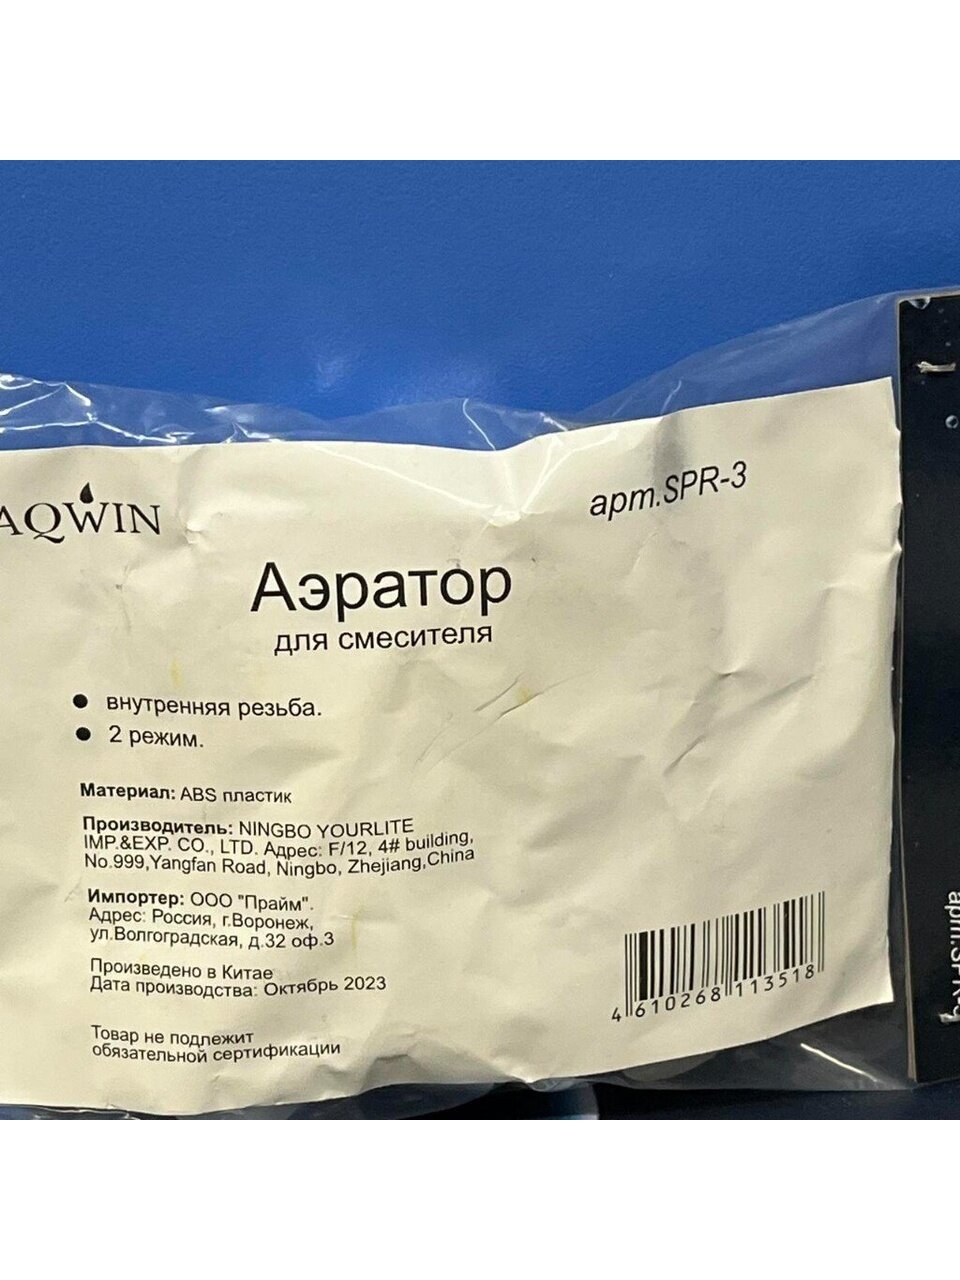 AQWIN
арт.SPR-3
Аэратор
для смесителя
внутренняя резьба.
2 режим.
Материал: ABS пластик
Производитель: NINGBO YOURLITE
IMP.&EXP. CO., LTD. Адрес: F/12, 4# building,
No.999,Yangfan Road, Ningbo, Zhejiang,China
Импортер: ООО "Прайм".
Адрес: Россия, г.Воронеж,
ул.Волгоградская, д.32 оф.3
Произведено в Китае
Дата производства: Октябрь 2023
Товар не подлежит
обязательной сертификации
4 610268 113518